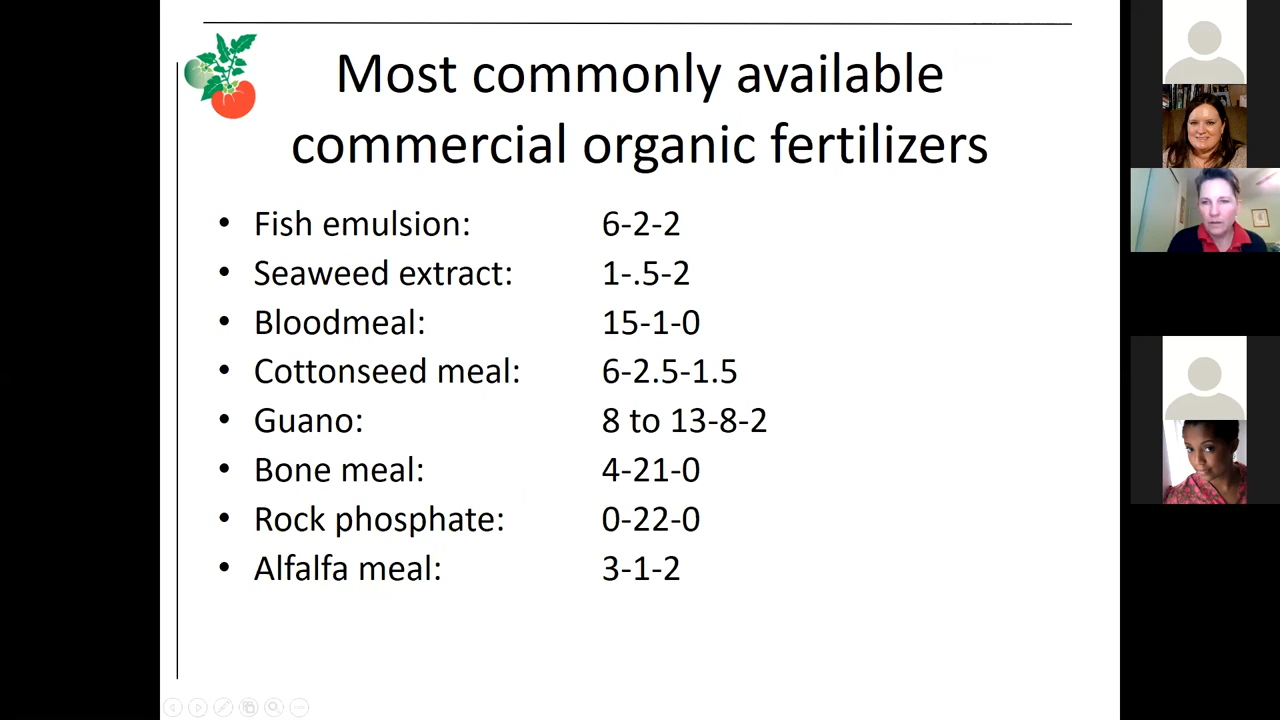 Most commonly available
commercial organic fertilizers
• Fish emulsion: 6-2-2
• Seaweed extract: 1-.5-2
• Bloodmeal: 15-1-0
• Cottonseed meal: 6-2.5-1.5
• Guano: 8 to 13-8-2
• Bone meal: 4-21-0
• Rock phosphate: 0-22-0
• Alfalfa meal: 3-1-2